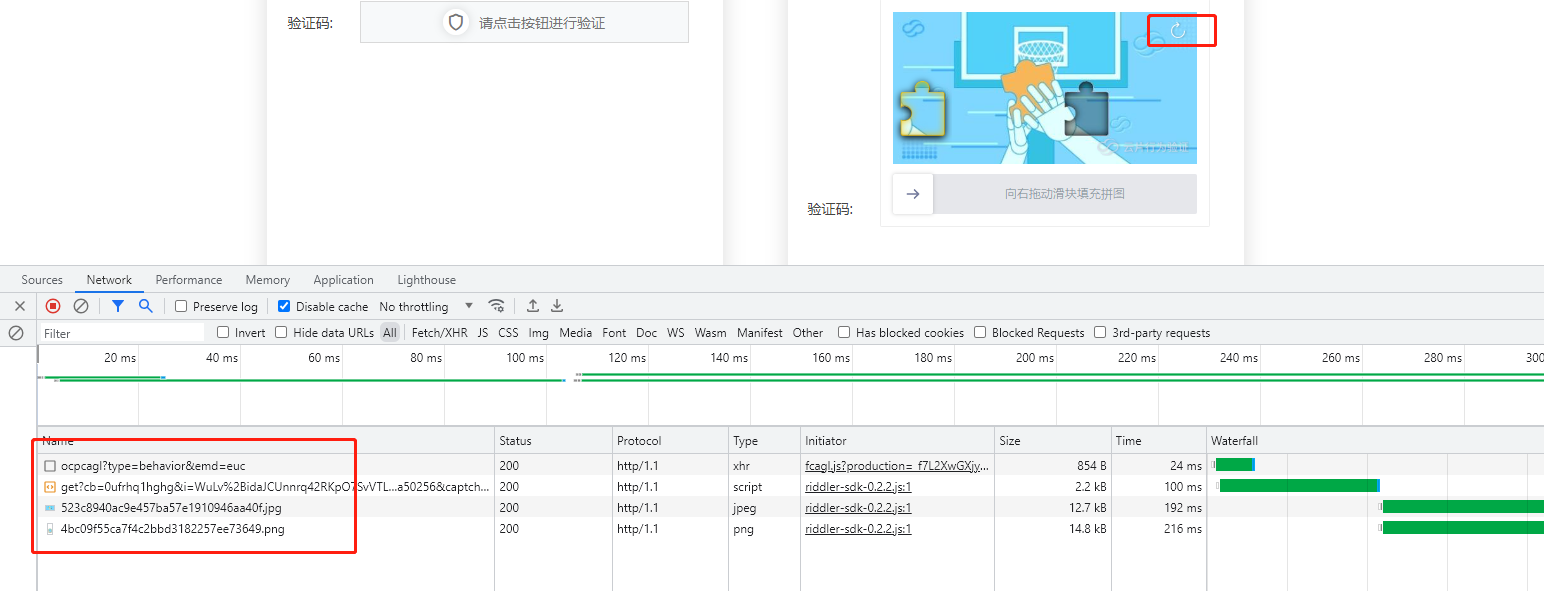 验证码:
请点击按钮进行验证
向右拖动滑块填充拼图
验证码:
Sources Network Performance Memory Application Lighthouse
Preserve log Disable cache No throttling
Filter Invert Hide data URLs All Fetch/XHR JS CSS Img Media Font Doc WS Wasm Manifest Other Has blocked cookies Blocked Requests 3rd-party requests
20 ms 40 ms 60 ms 80 ms 100 ms 120 ms 140 ms 160 ms 180 ms 200 ms 220 ms 240 ms 260 ms 280 ms 300
Name Status Protocol Type Initiator Size Time Waterfall
ocpcagl?type=behavior&emd=euc 200 http/1.1 xhr fcagl.js?production=_f7L2XwGXjy... 854 B 24 ms
get?cb=0ufrhq1hghg&i=WuLv%2BidaJCUnnrq42RKpO7SvVTL...a50256&captch... 200 http/1.1 script riddler-sdk-0.2.2.js:1 2.2 kB 100 ms
523c8940ac9e457ba57e1910946aa40f.jpg 200 http/1.1 jpeg riddler-sdk-0.2.2.js:1 12.7 kB 192 ms
4bc09f55ca7f4c2bbd3182257ee73649.png 200 http/1.1 png riddler-sdk-0.2.2.js:1 14.8 kB 216 ms